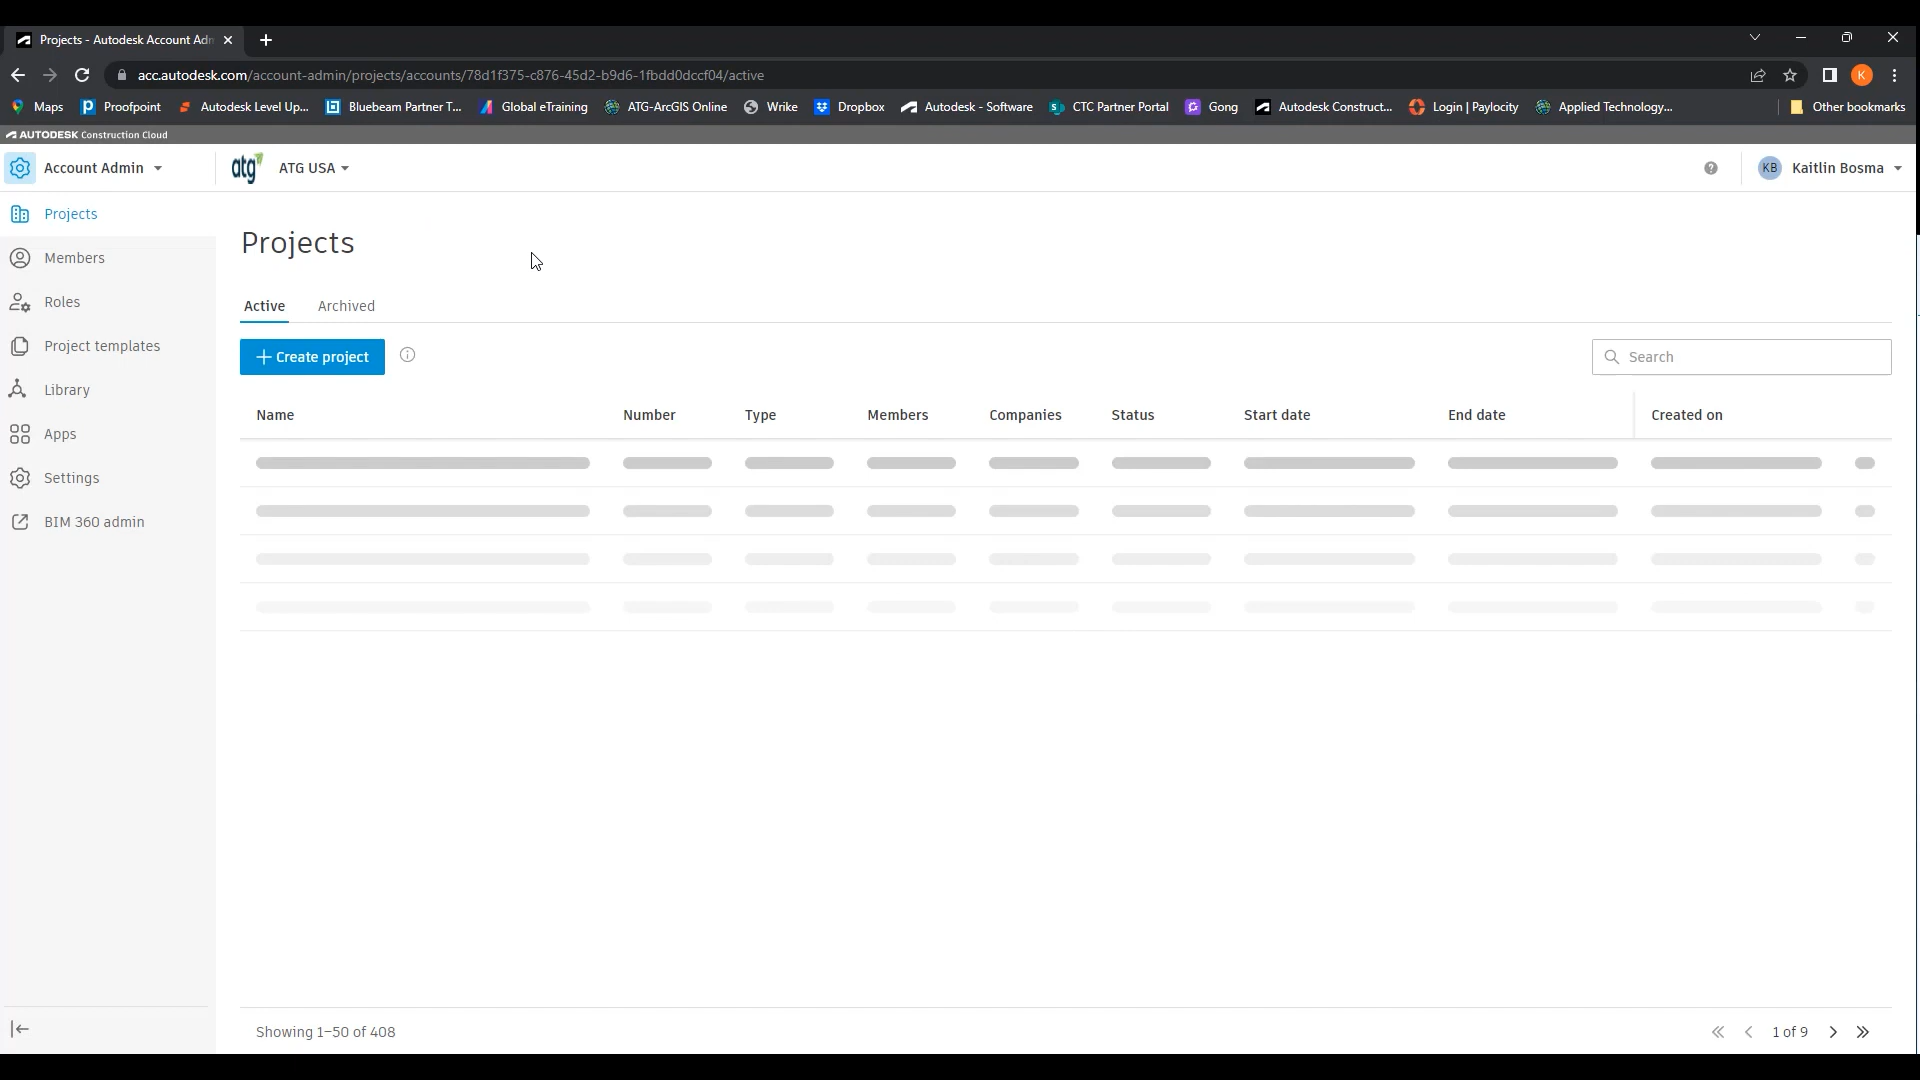 Projects - Autodesk Account Adm
acc.autodesk.com/account-admin/projects/accounts/78d1f375-c876-45d2-b9d6-1fbdd0dccf04/active
K
Maps
Proofpoint
Autodesk Level Up...
Bluebeam Partner T...
Global eTraining
ATG-ArcGIS Online
Wrike
Dropbox
Autodesk - Software
CTC Partner Portal
Gong
Autodesk Construct...
Login | Paylocity
Applied Technology...
Other bookmarks
AUTODESK Construction Cloud
Account Admin
atg
ATG USA
KB
Kaitlin Bosma
Projects
Members
Roles
Project templates
Library
Apps
Settings
BIM 360 admin
Projects
Active
Archived
Create project
Search
Name Number Type Members Companies Status Start date End date Created on
Showing 1-50 of 408
1 of 9